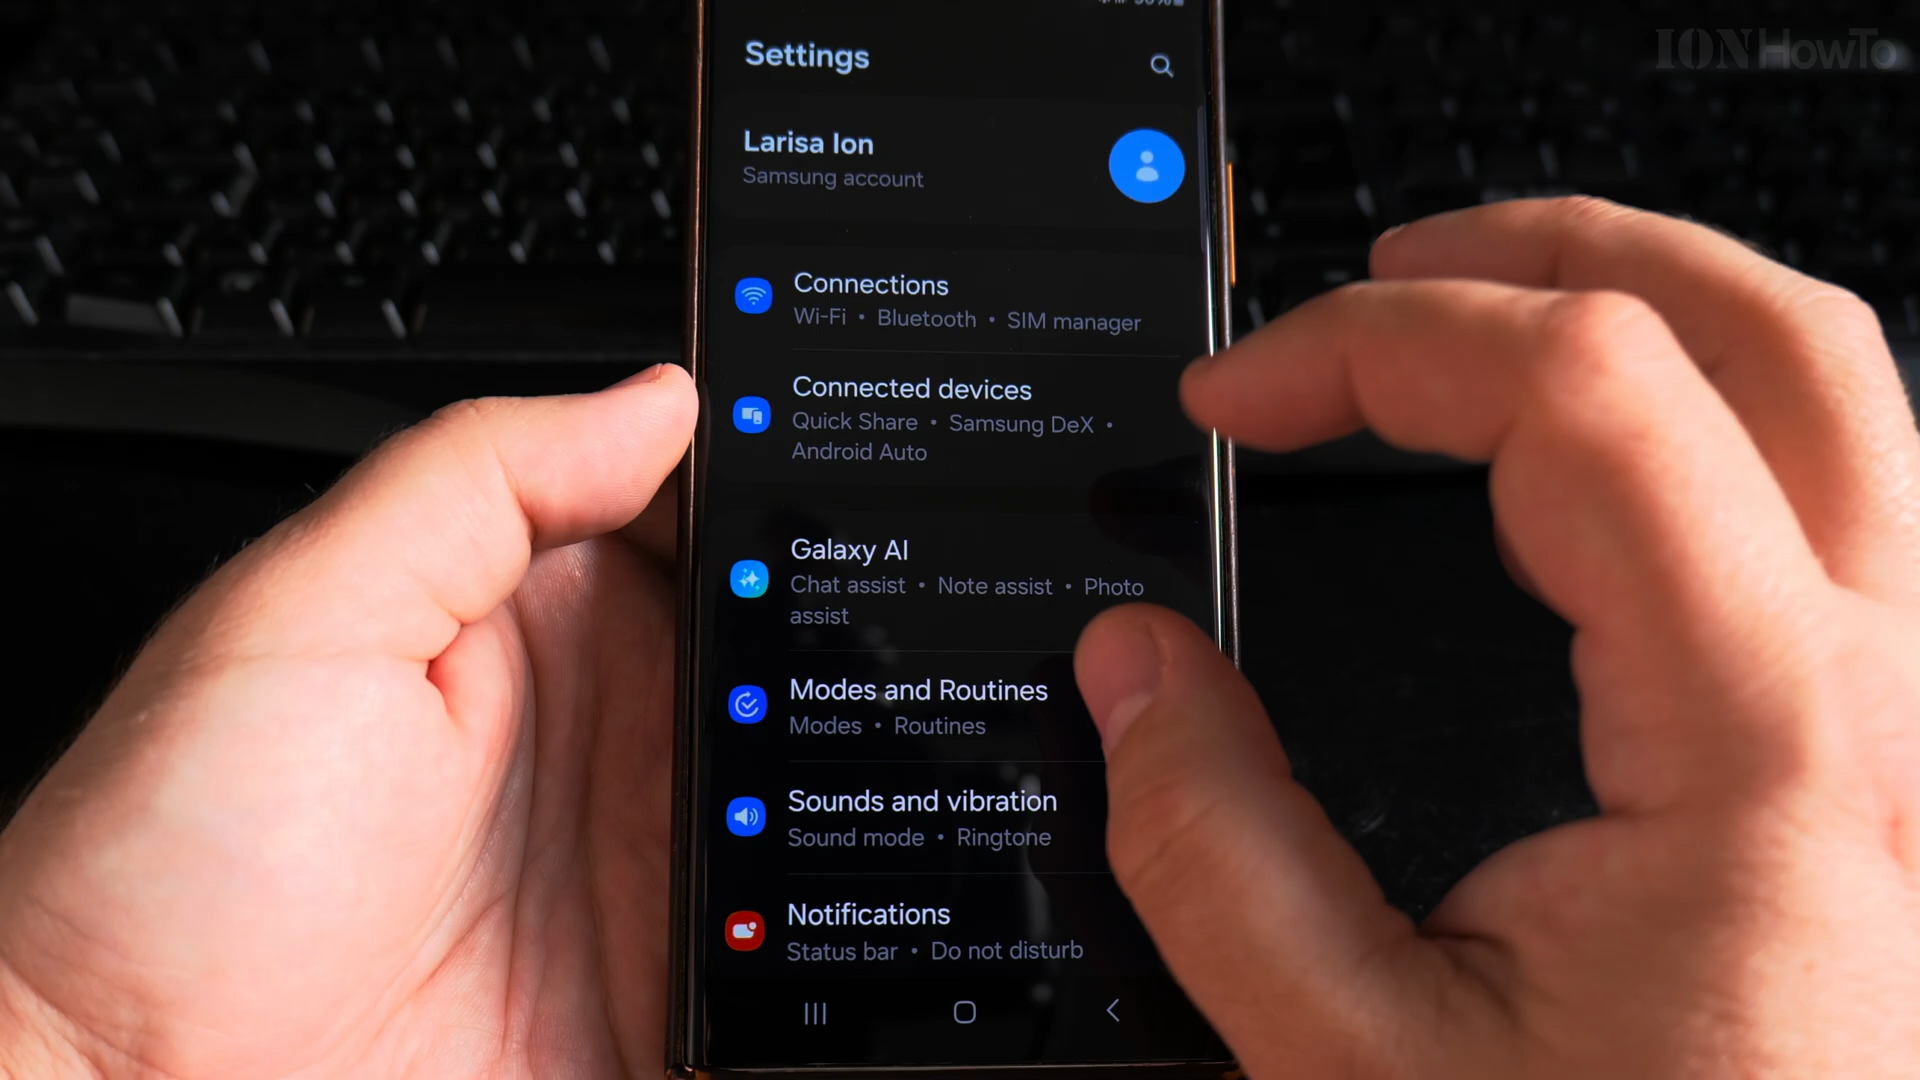 ION HowTo
Settings
Larisa Ion
Samsung account
Connections
Wi-Fi • Bluetooth • SIM manager
Connected devices
Quick Share • Samsung DeX •
Android Auto
Galaxy AI
Chat assist • Note assist • Photo
assist
Modes and Routines
Modes • Routines
Sounds and vibration
Sound mode • Ringtone
Notifications
Status bar • Do not disturb